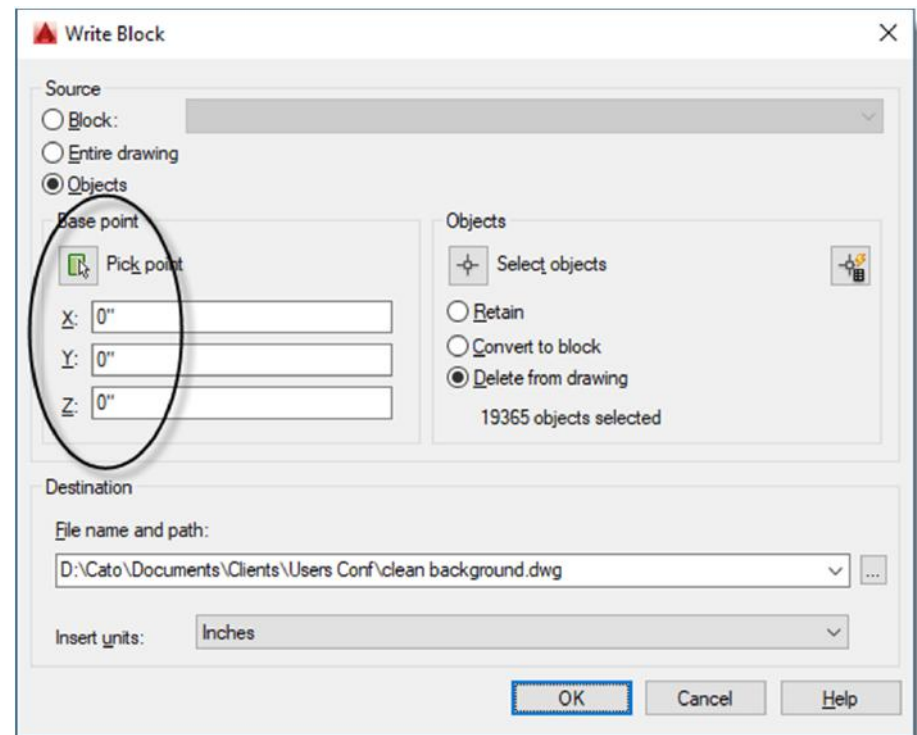 Write Block
Source
Block:
Entire drawing
Objects
Base point
Pick point
X: 0"
Y: 0"
Z: 0"
Objects
Select objects
Retain
Convert to block
Delete from drawing
19365 objects selected
Destination
File name and path:
D:\Cato\Documents\Clients\Users Conf\clean background.dwg
...
Insert units: Inches
OK Cancel Help